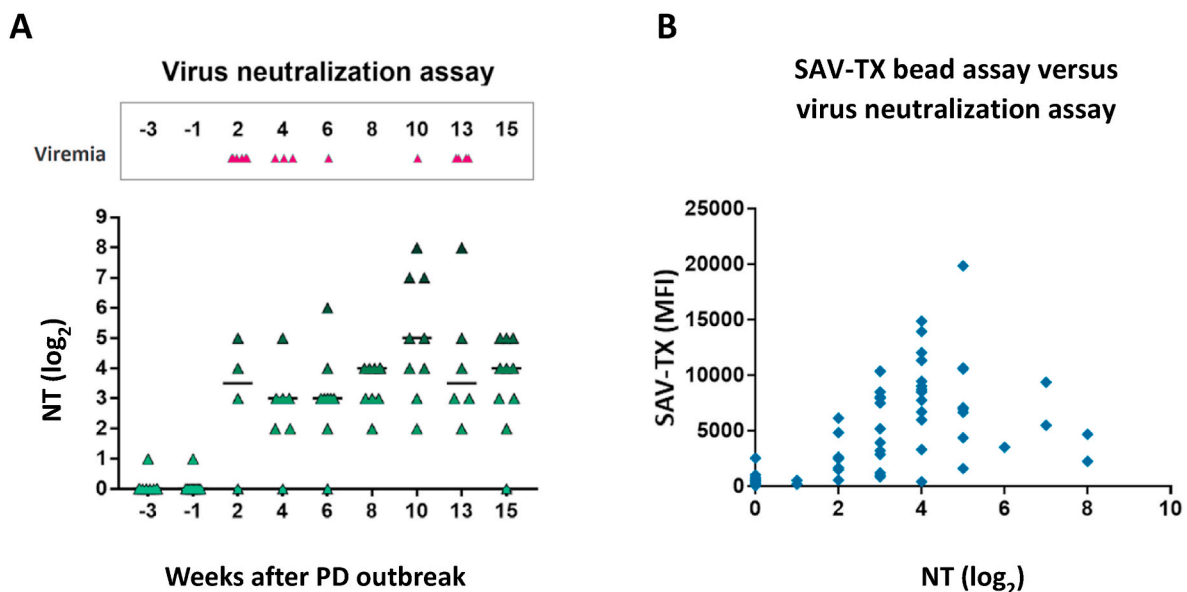 A
Virus neutralization assay
-3 -1 2 4 6 8 10 13 15
Viremia
9
8
7
6
5
4
3
2
1
0
NT (log₂)
-3 -1 2 4 6 8 10 13 15
Weeks after PD outbreak
B
SAV-TX bead assay versus
virus neutralization assay
25000
20000
15000
10000
5000
0
SAV-TX (MFI)
0 2 4 6 8 10
NT (log₂)